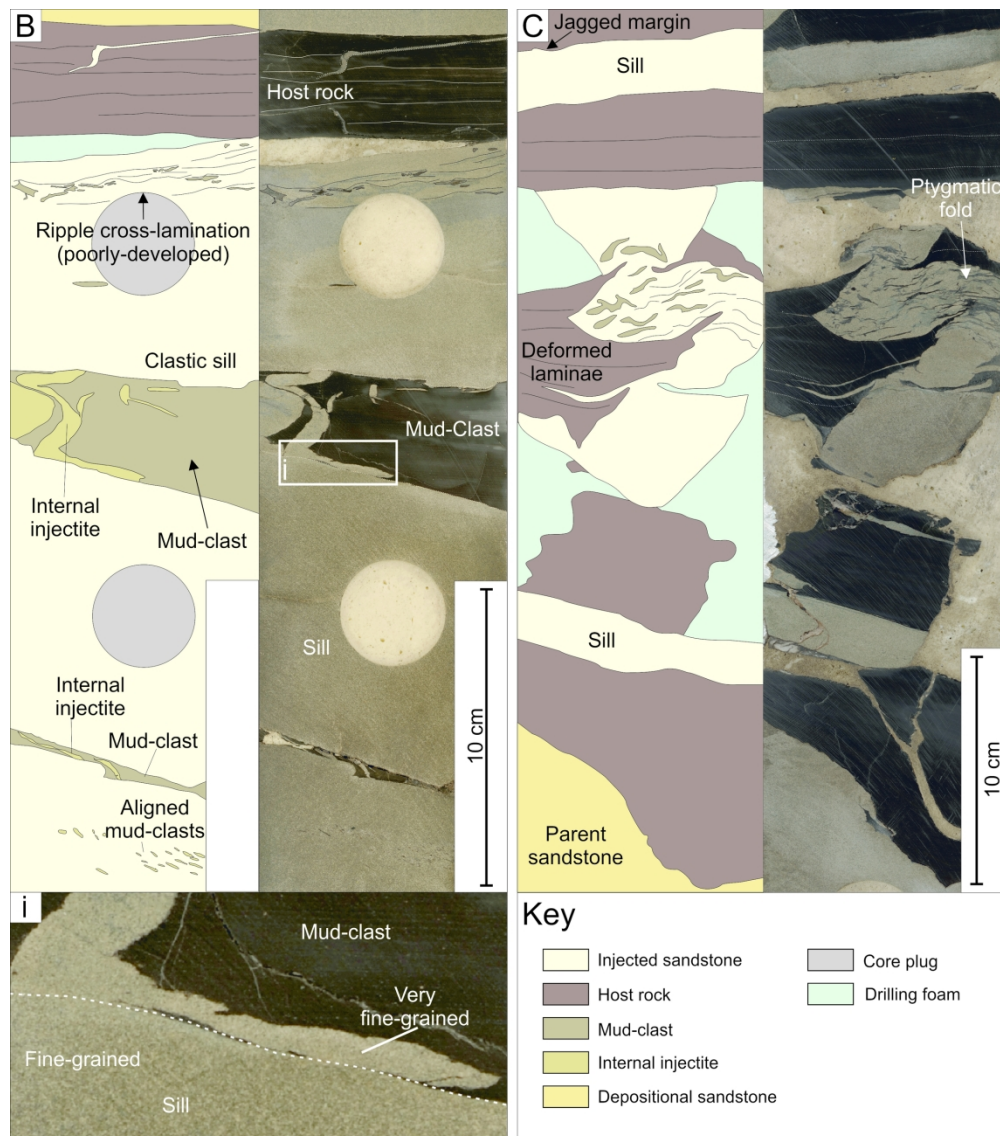 B
Host rock
Ripple cross-lamination
(poorly-developed)
Clastic sill
Mud-Clast
i
Internal
injectite
Mud-clast
Sill
Internal
injectite
Mud-clast
Aligned
mud-clasts
10 cm
C
Jagged margin
Sill
Ptygmatic
fold
Deformed
laminae
Sill
Parent
sandstone
10 cm
i
Mud-clast
Very
fine-grained
Fine-grained
Sill
Key
Injected sandstone
Host rock
Mud-clast
Internal injectite
Depositional sandstone
Core plug
Drilling foam